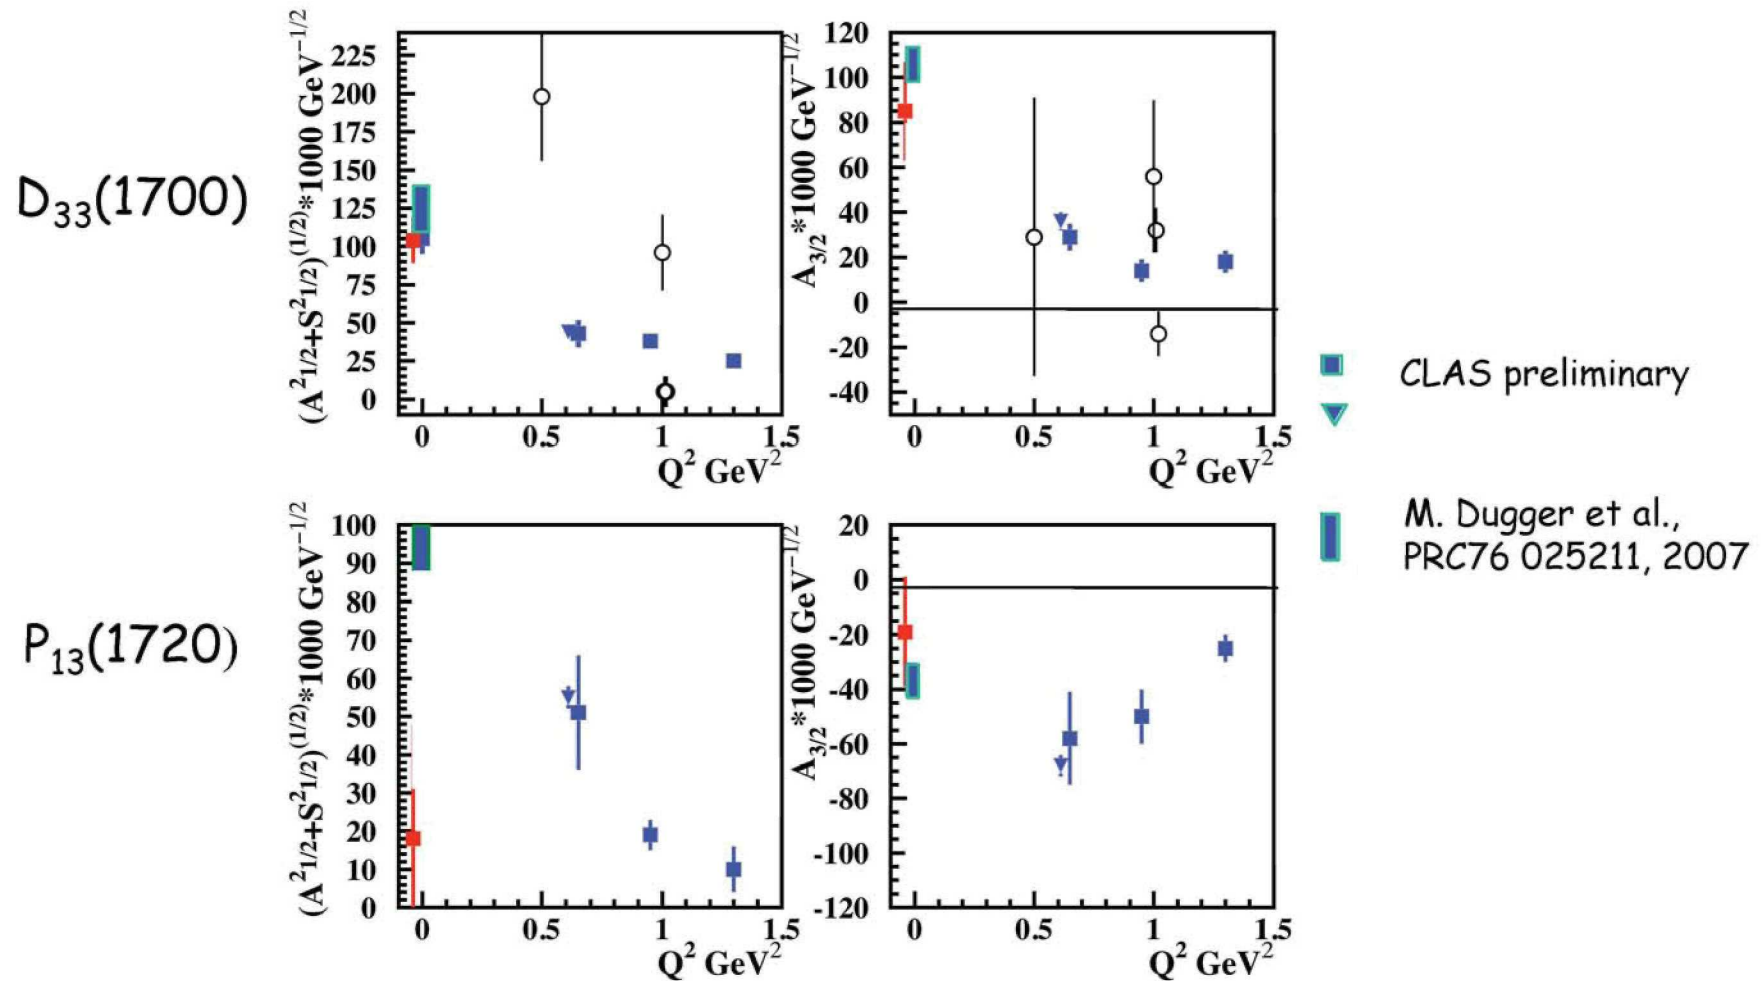 D33(1700)
(A²1/2+S²1/2)^(1/2)*1000 GeV^−1/2
225
200
175
150
125
100
75
50
25
0
0 0.5 1 1.5
Q² GeV²
A3/2*1000 GeV^−1/2
120
100
80
60
40
20
0
-20
-40
0 0.5 1 1.5
Q² GeV²
CLAS preliminary
M. Dugger et al.,
PRC76 025211, 2007
P13(1720)
(A²1/2+S²1/2)^(1/2)*1000 GeV^−1/2
100
90
80
70
60
50
40
30
20
10
0
0 0.5 1 1.5
Q² GeV²
A3/2*1000 GeV^−1/2
20
0
-20
-40
-60
-80
-100
-120
0 0.5 1 1.5
Q² GeV²